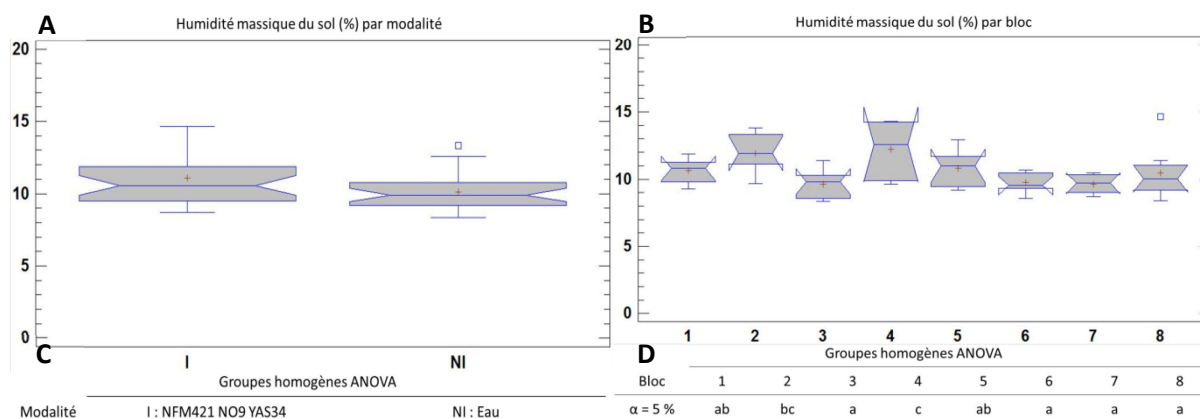 A
Humidité massique du sol (%) par modalité
20
15
10
5
0
I
NI
B
Humidité massique du sol (%) par bloc
20
15
10
5
0
1 2 3 4 5 6 7 8
C
Groupes homogènes ANOVA
Modalité I : NFM421 NO9 YAS34 NI : Eau
D
Groupes homogènes ANOVA
Bloc 1 2 3 4 5 6 7 8
α = 5 % ab bc a c ab a a a